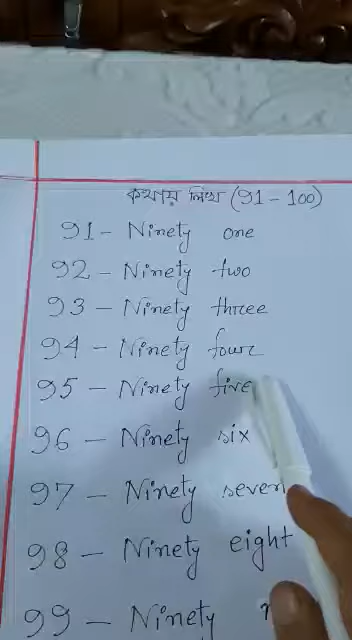 কথায় লিখ (91 - 100)
91 - Ninety one
92 - Ninety two
93 - Ninety three
94 - Ninety four
95 - Ninety five
96 - Ninety six
97 - Ninety seven
98 - Ninety eight
99 - Ninety